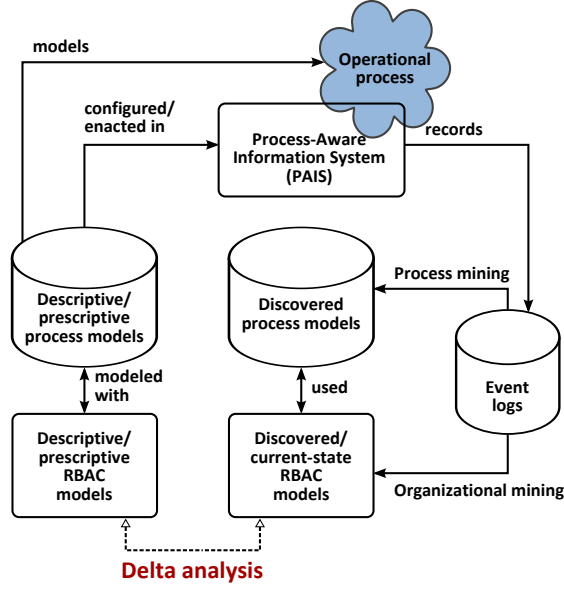 models
Operational
process
configured/
enacted in
Process-Aware
Information System
(PAIS)
records
Descriptive/
prescriptive
process models
Discovered
process models
Process mining
Event
logs
modeled
with
used
Descriptive/
prescriptive
RBAC
models
Discovered/
current-state
RBAC
models
Organizational mining
Delta analysis